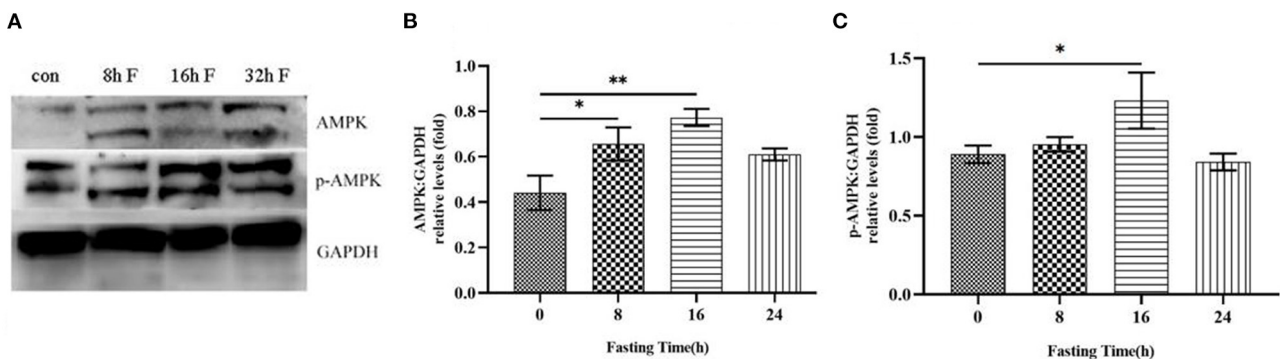 A
con 8h F 16h F 32h F
AMPK
p-AMPK
GAPDH
B
AMPK:GAPDH
relative levels (fold)
1.0
0.8
0.6
0.4
0.2
0.0
*
**
0 8 16 24
Fasting Time(h)
C
p-AMPK:GAPDH
relative levels (fold)
1.5
1.0
0.5
0.0
*
0 8 16 24
Fasting Time(h)